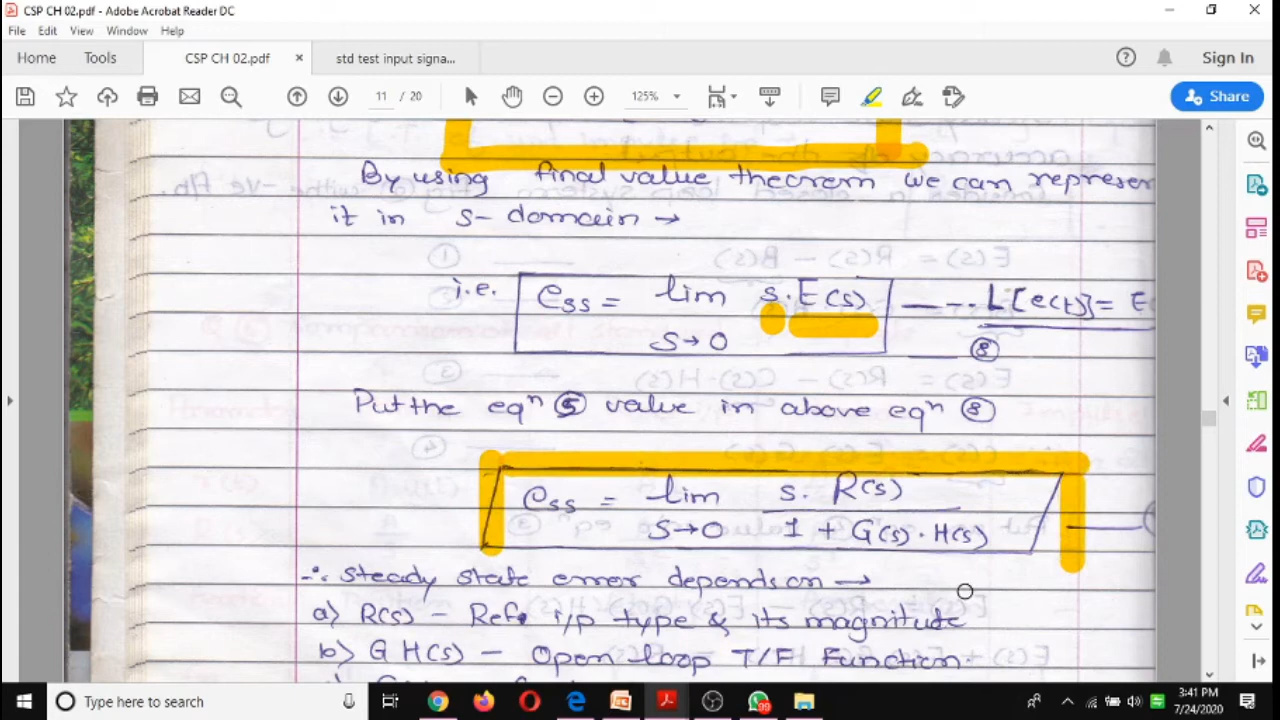 CSP CH 02.pdf - Adobe Acrobat Reader DC
File Edit View Window Help
Home Tools CSP CH 02.pdf × std test input signa... Sign In
11 / 20 125% Share
By using final value theorem we can represen
it in s-domain →
i.e. ess = lim s. E(s) ---- L[e(t)] = E
s→0 ⑧
Put the eqn ⑤ value in above eqn ⑧
ess = lim s. R(s)
s→0 1 + G(s). H(s)
∴ Steady state error depends on →
a) R(s) - Ref. i/p type & its magnitude
b) G H(s) - Open loop T/F Function.
Type here to search
99
3:41 PM
7/24/2020